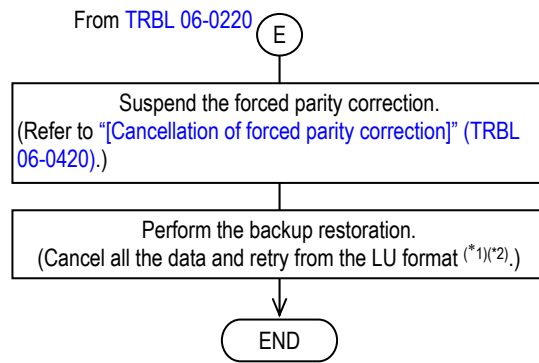 From TRBL 06-0220
E
Suspend the forced parity correction.
(Refer to “[Cancellation of forced parity correction]” (TRBL
06-0420).)
Perform the backup restoration.
(Cancel all the data and retry from the LU format (*1)(*2).)
END